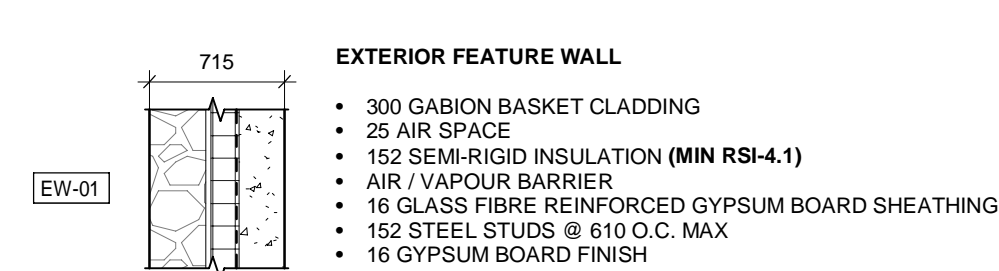 715
EXTERIOR FEATURE WALL
• 300 GABION BASKET CLADDING
• 25 AIR SPACE
• 152 SEMI-RIGID INSULATION (MIN RSI-4.1)
• AIR / VAPOUR BARRIER
EW-01
• 16 GLASS FIBRE REINFORCED GYPSUM BOARD SHEATHING
• 152 STEEL STUDS @ 610 O.C. MAX
• 16 GYPSUM BOARD FINISH